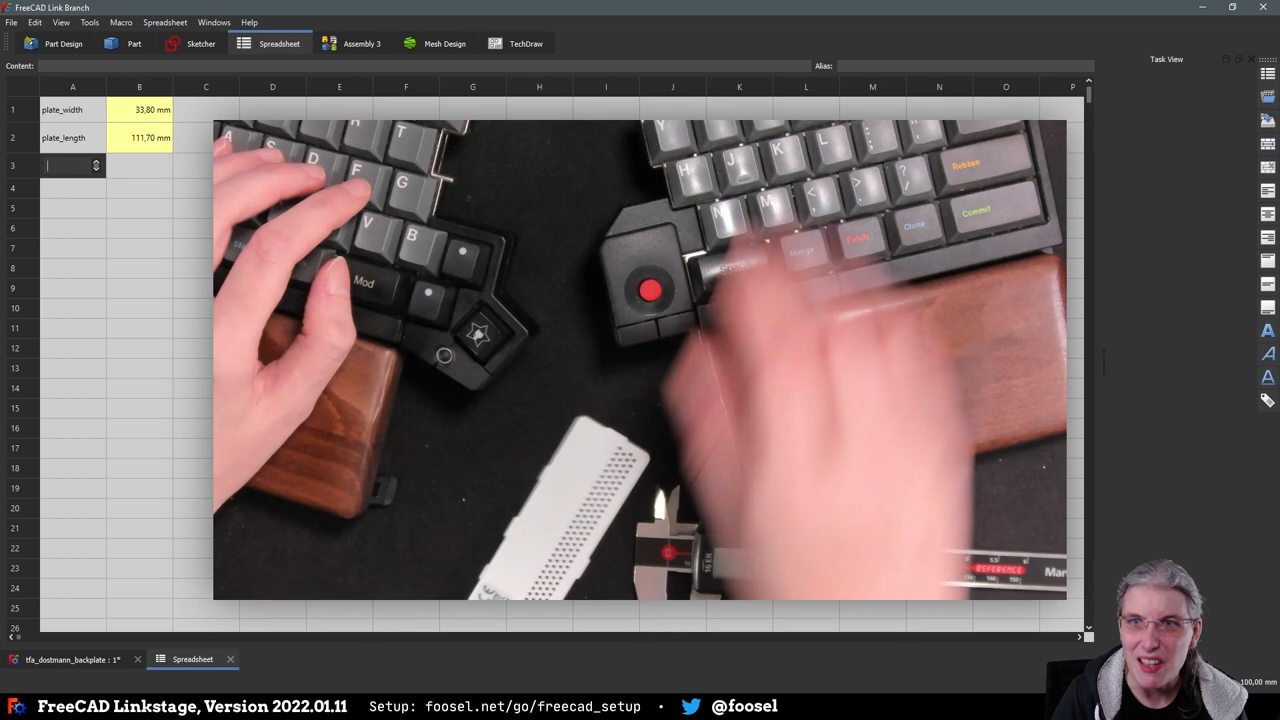 FreeCAD Link Branch
File Edit View Tools Macro Spreadsheet Windows Help
Part Design Part Sketcher Spreadsheet Assembly 3 Mesh Design TechDraw
Content: Alias: Task View
A B C D E F G H I J K L M N O P
1 plate_width 33,80 mm
2 plate_length 111,70 mm
3
4
5
6
7
8
9
10
11
12
13
14
15
16
17
18
19
20
21
22
23
24
25
26
R T Y
A S D F G H J K L : ; " ' Rebase
V B N M < , > . ? / Commit
Mod Space Merge Fetch Clone
REFERENCE
Mar
tfa_dostmann_backplate : 1* Spreadsheet
100,00 mm
FreeCAD Linkstage, Version 2022.01.11 Setup: foosel.net/go/freecad_setup • @foosel